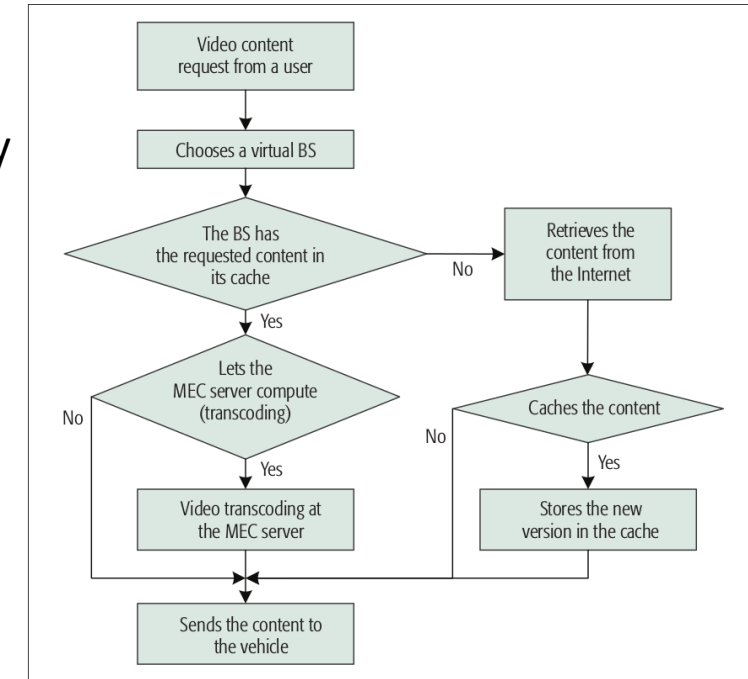 Video content
request from a user
y
Chooses a virtual BS
The BS has
the requested content in
its cache
No
Retrieves the
content from
the Internet
Yes
Lets the
MEC server compute
(transcoding)
No
Yes
Caches the content
No
Yes
Video transcoding at
the MEC server
Stores the new
version in the cache
Sends the content to
the vehicle